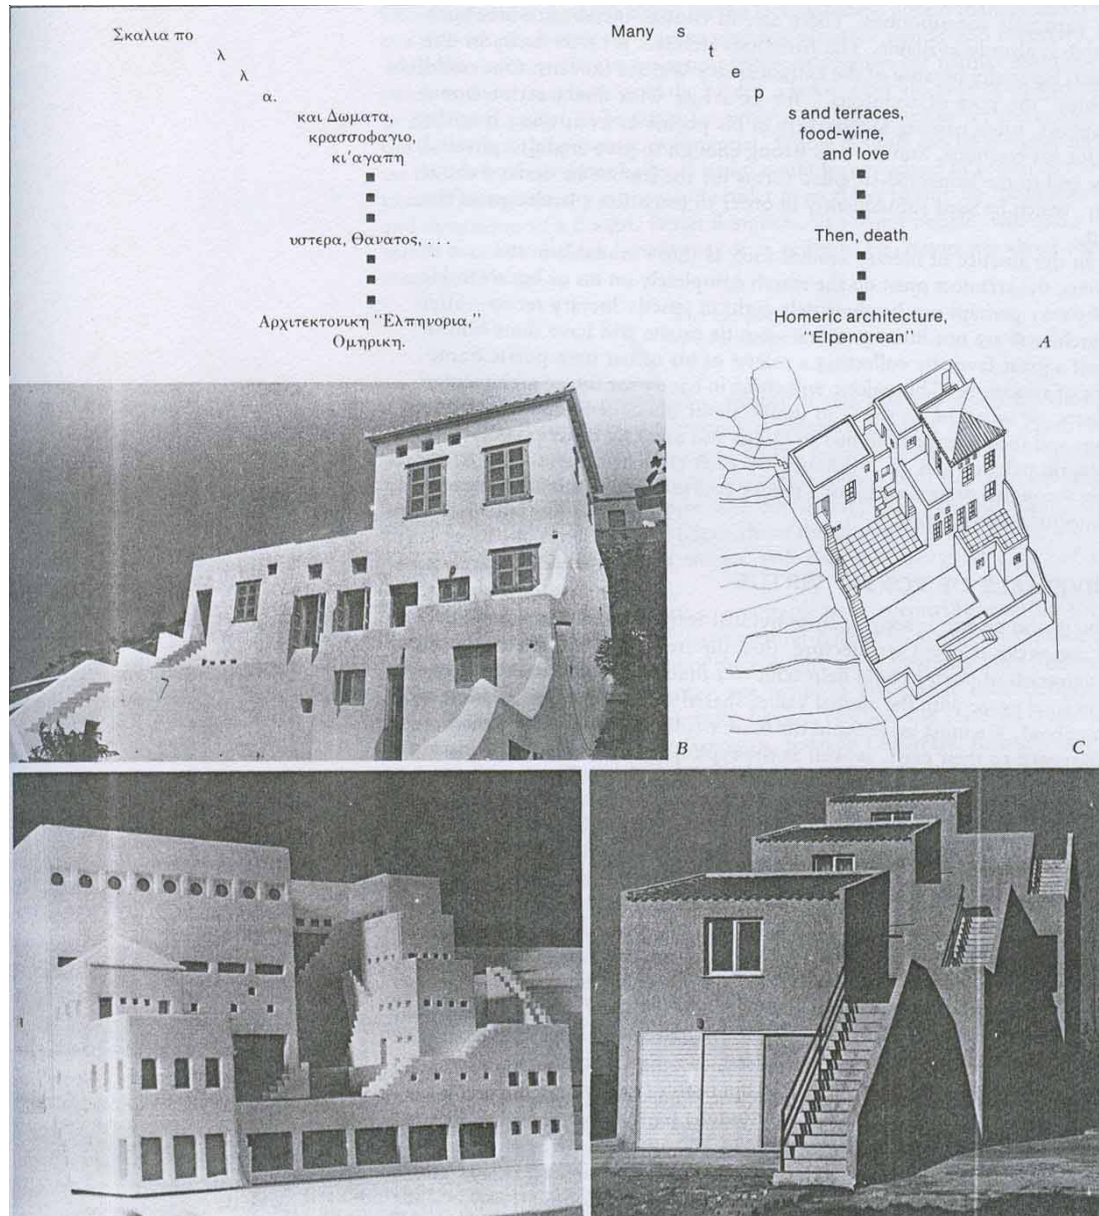 Σκαλια πο
λ
λ
α.
και Δωματα,
κρασσοφαγιο,
κι'αγαπη
υστερα, Θανατος, . . .
Αρχιτεκτονικη "Ελπηνορια,"
Ομηρικη.
Many s
t
e
p
s and terraces,
food-wine,
and love
Then, death
Homeric architecture,
"Elpenorean"
A
B
C